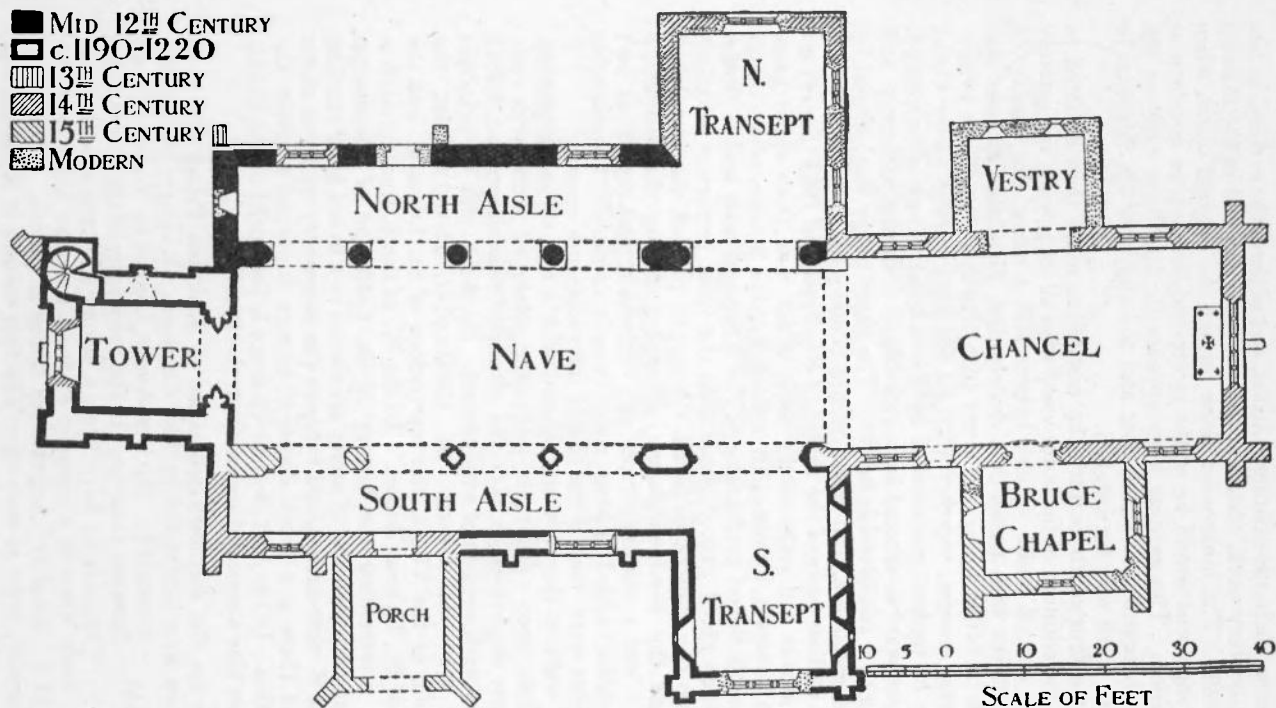 MID 12TH CENTURY
c.1190-1220
13TH CENTURY
14TH CENTURY
15TH CENTURY
MODERN
N.
TRANSEPT
VESTRY
NORTH AISLE
TOWER
NAVE
CHANCEL
SOUTH AISLE
BRUCE
CHAPEL
S.
TRANSEPT
PORCH
10 5 0 10 20 30 40
SCALE OF FEET